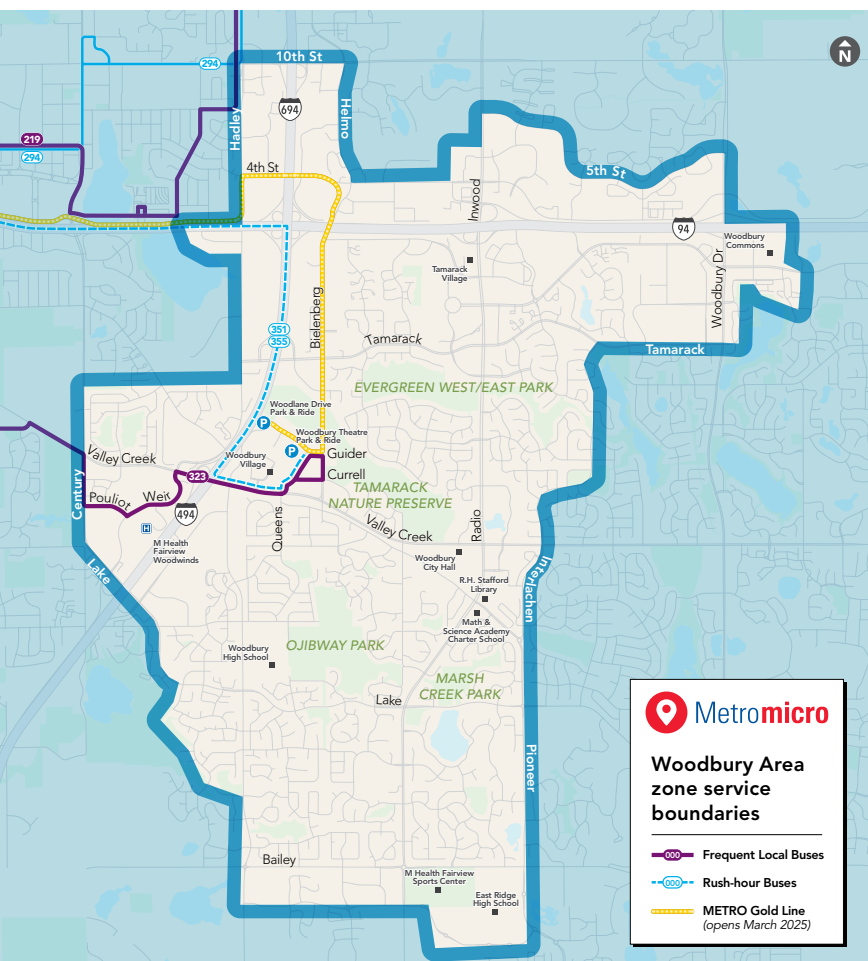 N
10th St
294
694
Helmo
Hadley
219
294
4th St
5th St
Inwood
94
Woodbury
Commons
Tamarack
Village
Woodbury Dr
Bielenberg
351
355
Tamarack
Tamarack
EVERGREEN WEST/EAST PARK
Woodlane Drive
Park & Ride
P
Woodbury Theatre
Park & Ride
P
Guider
Valley Creek
Woodbury
Village
Currell
323
TAMARACK
NATURE PRESERVE
Century
Pouliot
Weir
494
Queens
Valley Creek
Radio
H
M Health
Fairview
Woodwinds
Woodbury
City Hall
Lake
Interlachen
R.H. Stafford
Library
Math &
Science Academy
Charter School
Woodbury
High School
OJIBWAY PARK
MARSH
CREEK PARK
Lake
Pioneer
Bailey
M Health Fairview
Sports Center
East Ridge
High School
Metromicro
Woodbury Area
zone service
boundaries
000 Frequent Local Buses
000 Rush-hour Buses
METRO Gold Line
(opens March 2025)